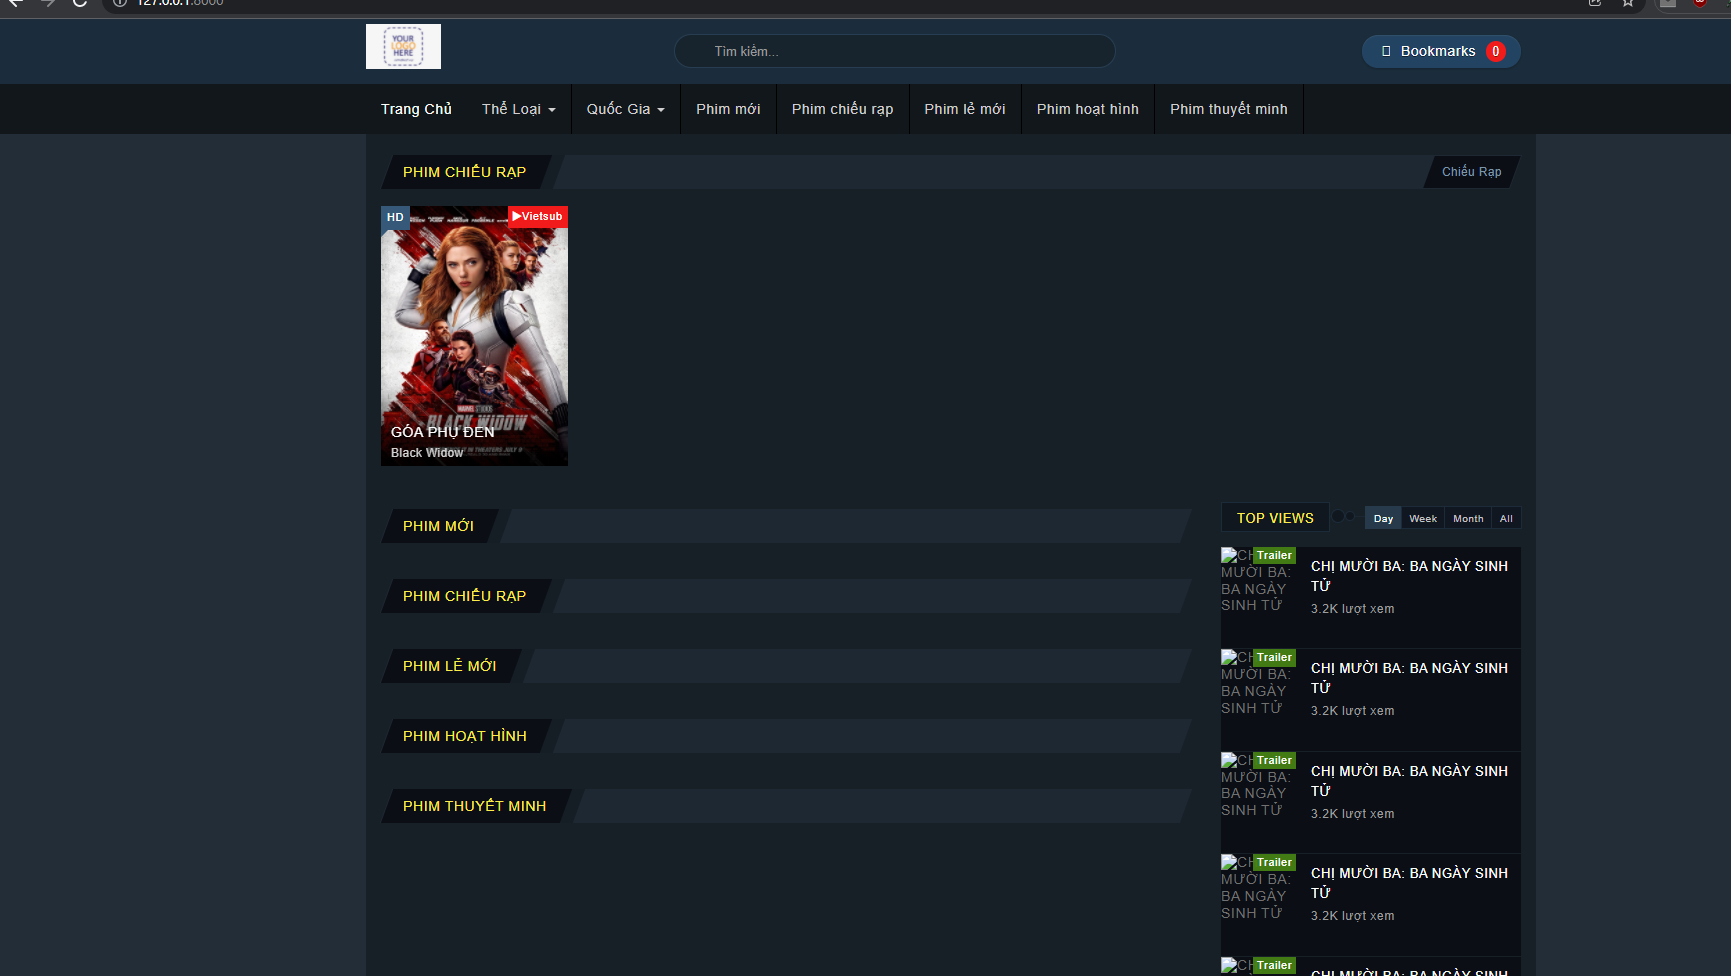 127.0.0.1:8000
YOUR
LOGO
HERE
Tìm kiếm...
Bookmarks 0
Trang Chủ Thể Loại Quốc Gia Phim mới Phim chiếu rạp Phim lẻ mới Phim hoạt hình Phim thuyết minh
PHIM CHIẾU RẠP
Chiếu Rạp
HD
Vietsub
MARVEL STUDIOS
BLACK WIDOW
GÓA PHỤ ĐEN
Black Widow
PHIM MỚI
PHIM CHIẾU RẠP
PHIM LẺ MỚI
PHIM HOẠT HÌNH
PHIM THUYẾT MINH
TOP VIEWS
Day Week Month All
CHỊ
MƯỜI BA:
BA NGÀY
SINH TỬ
Trailer
CHỊ MƯỜI BA: BA NGÀY SINH
TỬ
3.2K lượt xem
CHỊ
MƯỜI BA:
BA NGÀY
SINH TỬ
Trailer
CHỊ MƯỜI BA: BA NGÀY SINH
TỬ
3.2K lượt xem
CHỊ
MƯỜI BA:
BA NGÀY
SINH TỬ
Trailer
CHỊ MƯỜI BA: BA NGÀY SINH
TỬ
3.2K lượt xem
CHỊ
MƯỜI BA:
BA NGÀY
SINH TỬ
Trailer
CHỊ MƯỜI BA: BA NGÀY SINH
TỬ
3.2K lượt xem
CHỊ
Trailer
CHỊ MƯỜI BA: BA NGÀY SINH